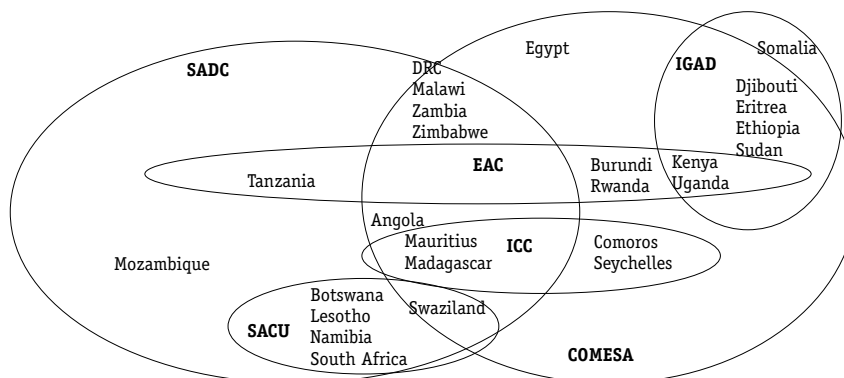 Egypt
Somalia
SADC
DRC
IGAD
Malawi
Djibouti
Zambia
Eritrea
Zimbabwe
Ethiopia
Sudan
EAC
Burundi
Kenya
Tanzania
Rwanda
Uganda
Angola
Mauritius
ICC
Comoros
Mozambique
Madagascar
Seychelles
Botswana
Swaziland
Lesotho
SACU
Namibia
South Africa
COMESA